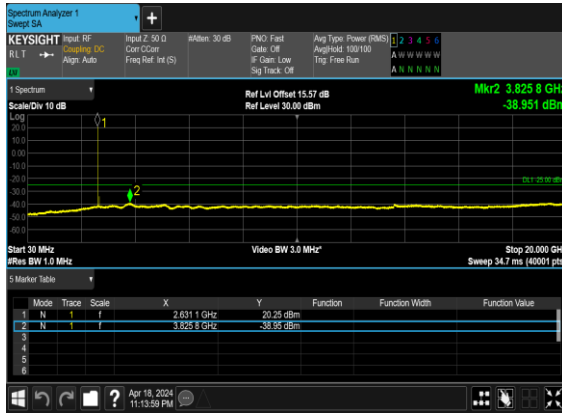 Spectrum Analyzer 1
Swept SA
+
KEYSIGHT Input: RF Input Z: 50 Ω #Atten: 30 dB PNO: Fast Avg Type: Power (RMS) 1 2 3 4 5 6
RLT Coupling: DC Corr CCorr Gate: Off Avg|Hold: 100/100 A W W W W W
Align: Auto Freq Ref: Int (S) IF Gain: Low Trig: Free Run
LXI Sig Track: Off A N N N N N
1 Spectrum Mkr2 3.825 8 GHz
Ref Lvl Offset 15.57 dB
Scale/Div 10 dB Ref Level 30.00 dBm -38.951 dBm
Log
1
20.0
10.0
0.00
-10.0
-20.0 DL1 -25.00 dB
-30.0 2
-40.0
-50.0
-60.0
Start 30 MHz Video BW 3.0 MHz* Stop 20.000 GH
#Res BW 1.0 MHz Sweep 34.7 ms (40001 pts
5 Marker Table
Mode Trace Scale X Y Function Function Width Function Value
1 N 1 f 2.631 1 GHz 20.25 dBm
2 N 1 f 3.825 8 GHz -38.95 dBm
3
4
5
6
? Apr 18, 2024
11:13:59 PM